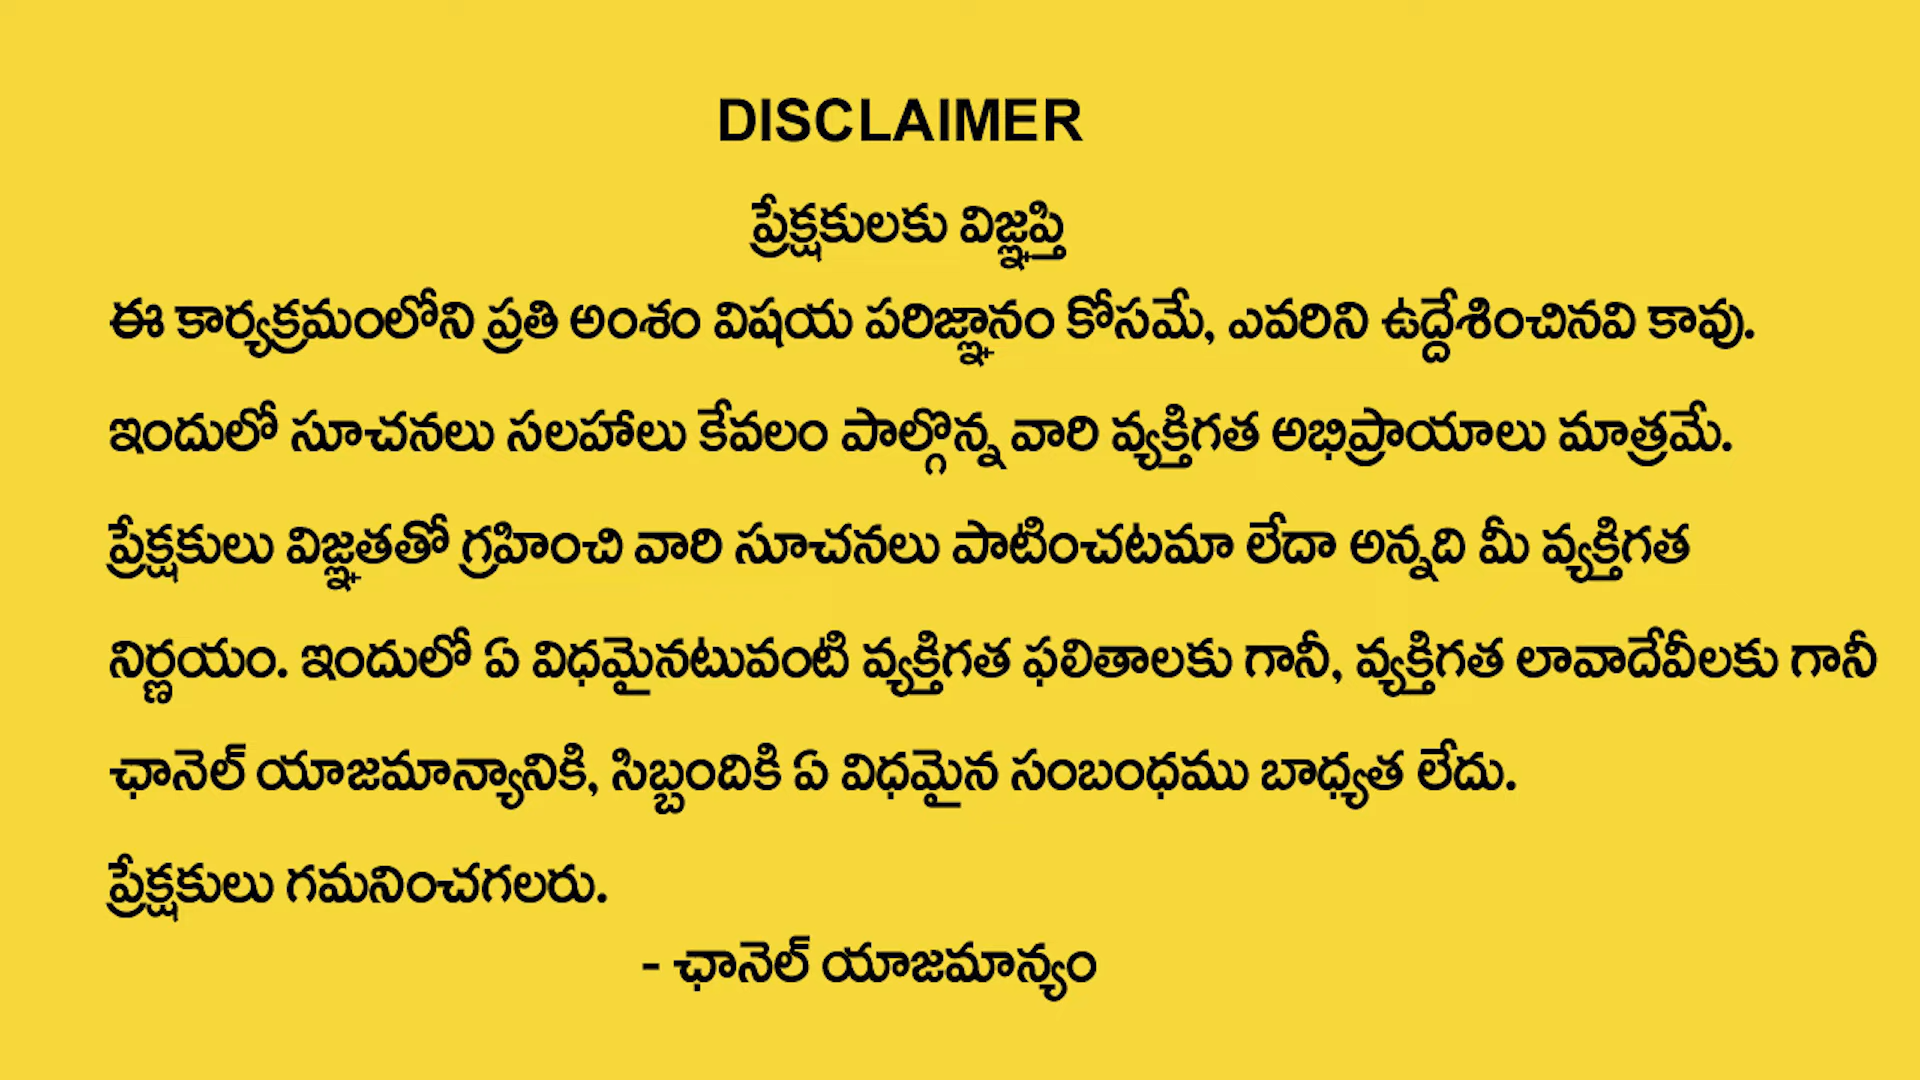 DISCLAIMER
ప్రేక్షకులకు విజ్ఞప్తి
ఈ కార్యక్రమంలోని ప్రతి అంశం విషయ పరిజ్ఞానం కోసమే, ఎవరిని ఉద్దేశించినవి కావు.
ఇందులో సూచనలు సలహాలు కేవలం పాల్గొన్న వారి వ్యక్తిగత అభిప్రాయాలు మాత్రమే.
ప్రేక్షకులు విజ్ఞతతో గ్రహించి వారి సూచనలు పాటించటమా లేదా అన్నది మీ వ్యక్తిగత
నిర్ణయం. ఇందులో ఏ విధమైనటువంటి వ్యక్తిగత ఫలితాలకు గానీ, వ్యక్తిగత లావాదేవీలకు గానీ
ఛానెల్ యాజమాన్యానికి, సిబ్బందికి ఏ విధమైన సంబంధము బాధ్యత లేదు.
ప్రేక్షకులు గమనించగలరు.
- ఛానెల్ యాజమాన్యం